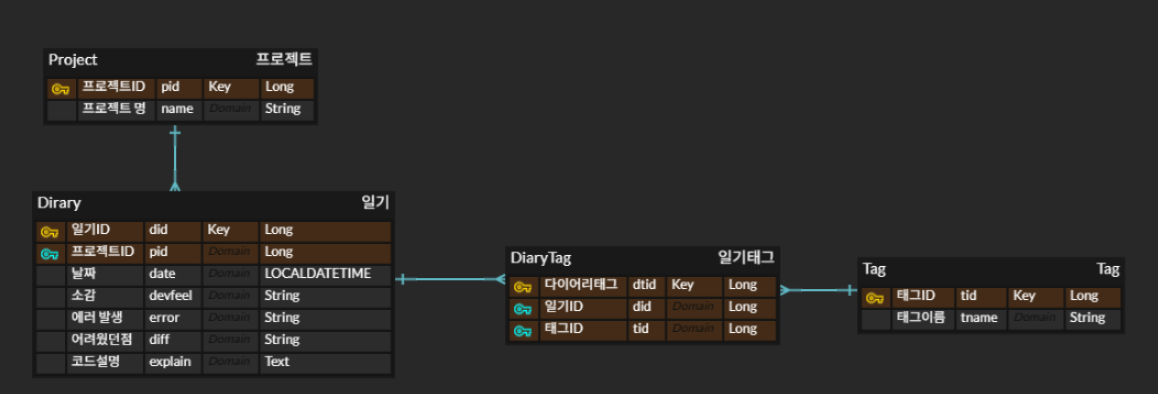 Project 프로젝트
프로젝트ID pid Key Long
프로젝트 명 name Domain String
Dirary 일기
일기ID did Key Long
프로젝트ID pid Domain Long
날짜 date Domain LOCALDATETIME
소감 devfeel Domain String
에러 발생 error Domain String
어려웠던점 diff Domain String
코드설명 explain Domain Text
DiaryTag 일기태그
다이어리태그 dtid Key Long
일기ID did Domain Long
태그ID tid Domain Long
Tag Tag
태그ID tid Key Long
태그이름 tname Domain String